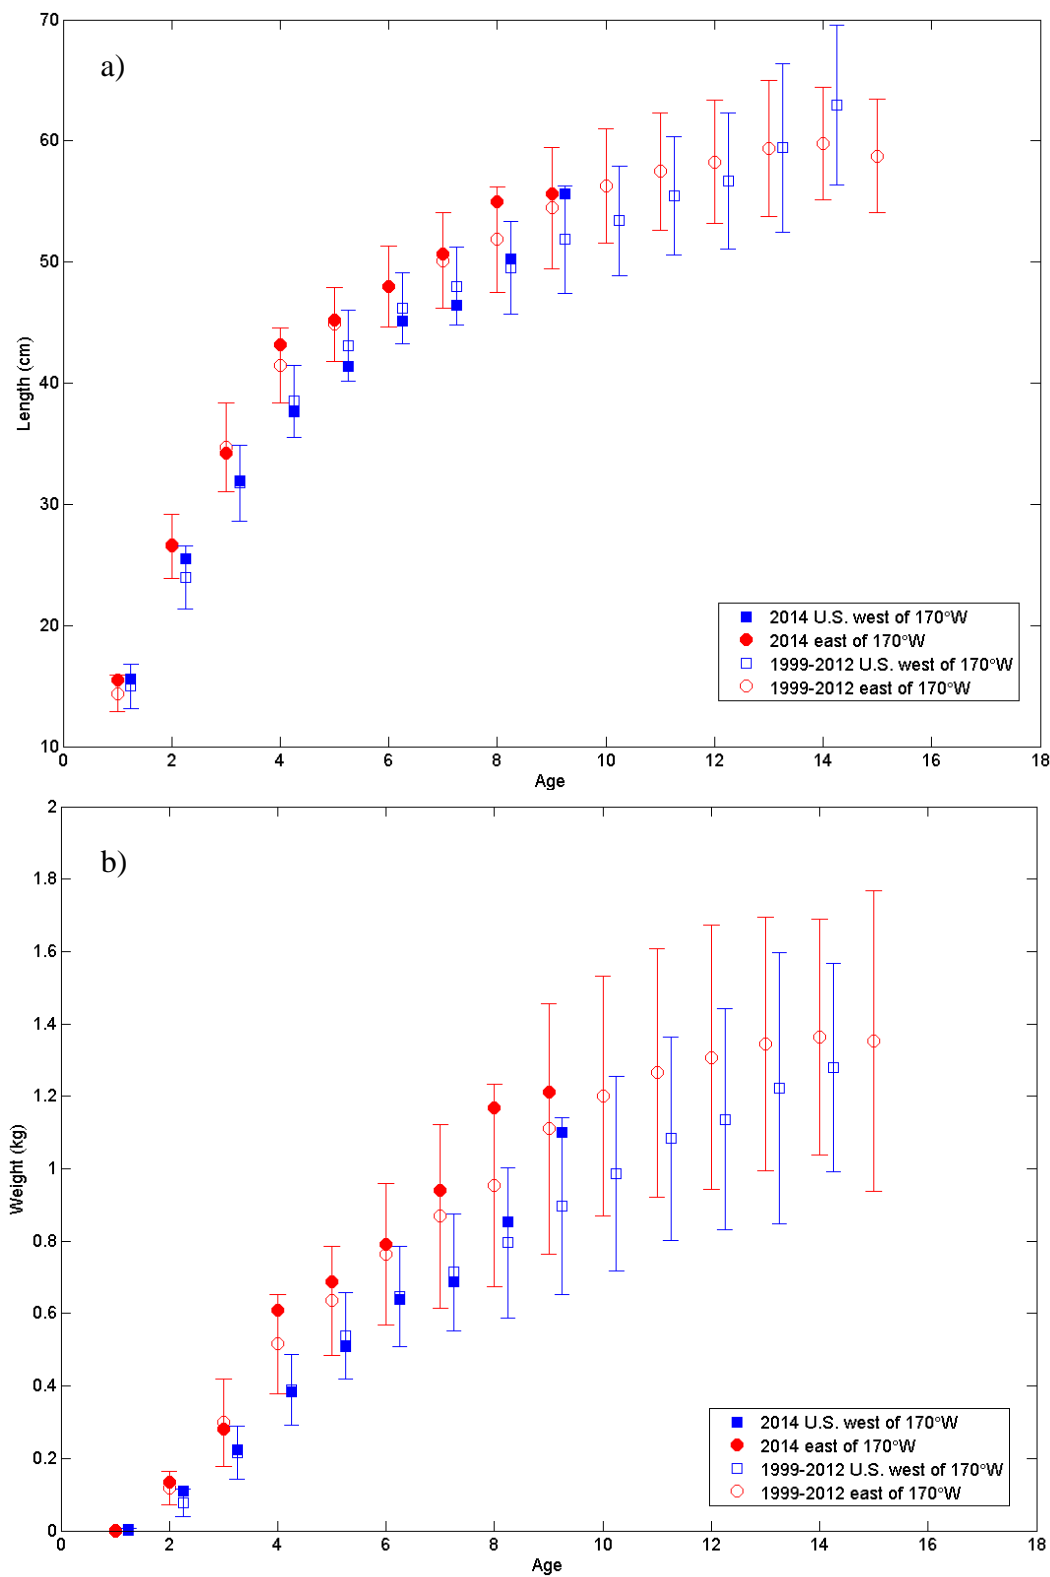 70
a)
60
50
40
30
20
10
Length (cm)
2014 U.S. west of 170°W
2014 east of 170°W
1999-2012 U.S. west of 170°W
1999-2012 east of 170°W
0 2 4 6 8 10 12 14 16 18
Age
2
b)
1.8
1.6
1.4
1.2
1
0.8
0.6
0.4
0.2
0
Weight (kg)
2014 U.S. west of 170°W
2014 east of 170°W
1999-2012 U.S. west of 170°W
1999-2012 east of 170°W
0 2 4 6 8 10 12 14 16 18
Age